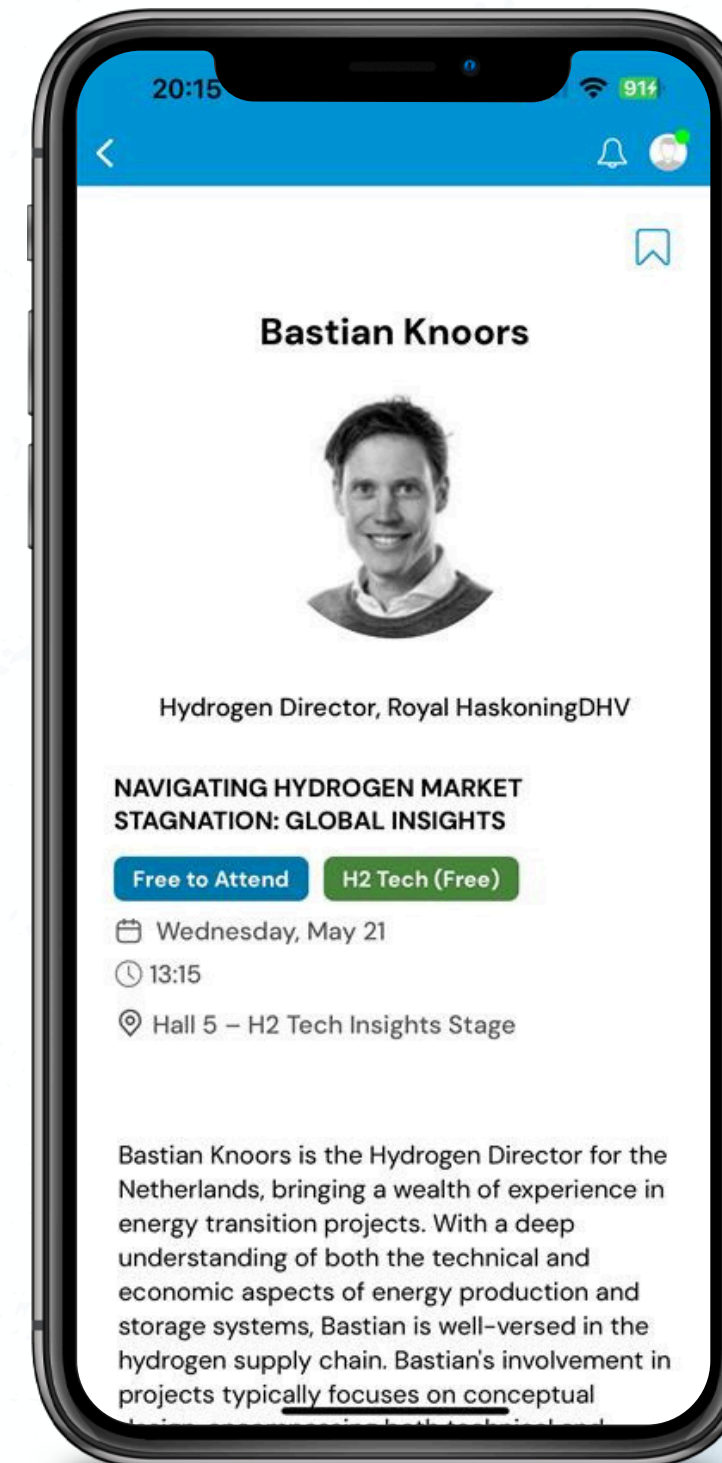 20:15
91
Bastian Knoors
Hydrogen Director, Royal HaskoningDHV
NAVIGATING HYDROGEN MARKET
STAGNATION: GLOBAL INSIGHTS
Free to Attend
H2 Tech (Free)
Wednesday, May 21
13:15
Hall 5 – H2 Tech Insights Stage
Bastian Knoors is the Hydrogen Director for the
Netherlands, bringing a wealth of experience in
energy transition projects. With a deep
understanding of both the technical and
economic aspects of energy production and
storage systems, Bastian is well-versed in the
hydrogen supply chain. Bastian's involvement in
projects typically focuses on conceptual